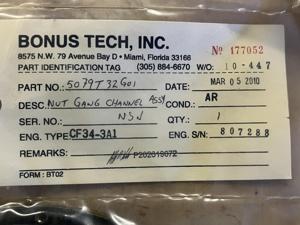 BONUS TECH, INC.
Nº 177052
8575 N.W. 79 Avenue Bay D • Miami, Florida 33166
PART IDENTIFICATION TAG (305) 884-6670 W/O: 10-447
PART NO.: 5079T32G01 DATE: MAR 05 2010
DESC. NUT GANG CHANNEL ASSY COND.: AR
SER. NO.: NSN QTY.: 1
ENG. TYPE: CF34-3A1 ENG. S/N: 807288
REMARKS: P202019072
FORM: BT02